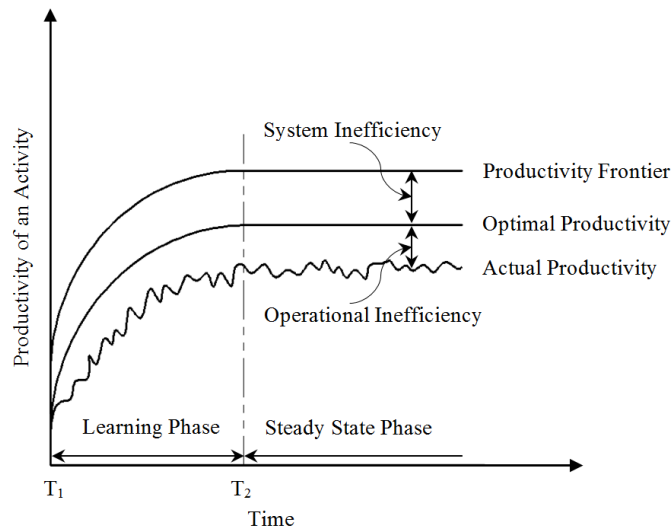 Productivity of an Activity
System Inefficiency
Productivity Frontier
Optimal Productivity
Actual Productivity
Operational Inefficiency
Learning Phase
Steady State Phase
T1
T2
Time